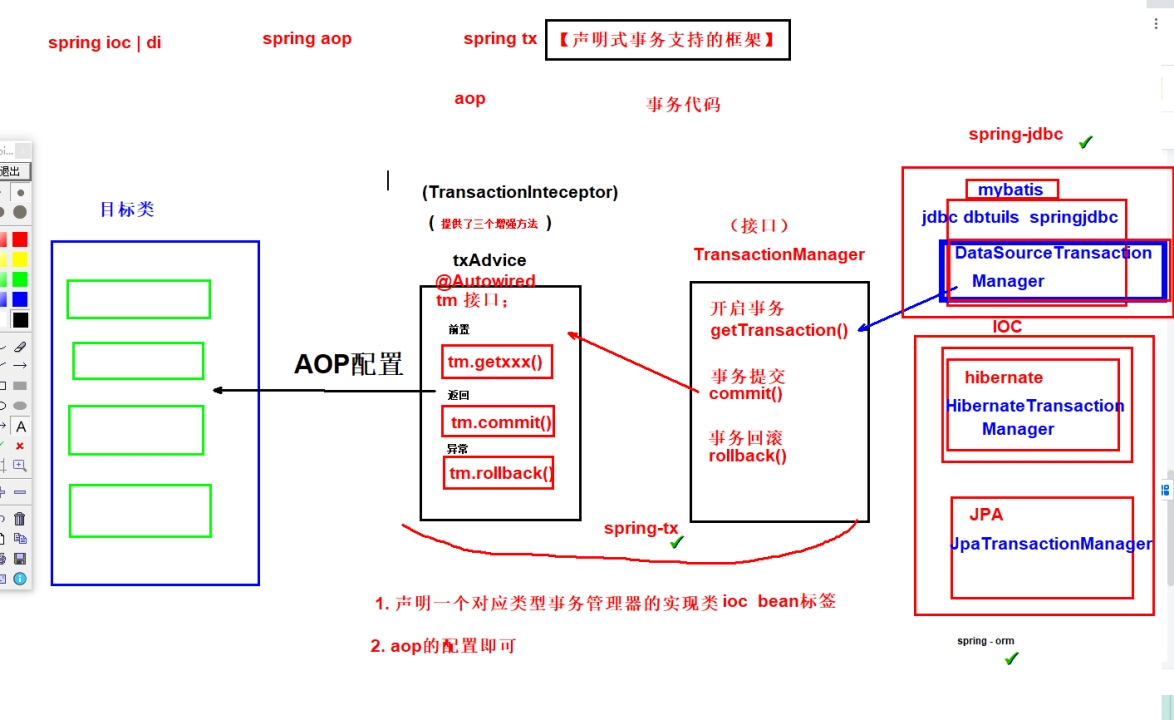 spring ioc | di
spring aop
spring tx 【声明式事务支持的框架】
aop
事务代码
spring-jdbc
退出
目标类
(TransactionInteceptor)
( 提供了三个增强方法 )
txAdvice
@Autowired
tm 接口；
前置
tm.getxxx()
返回
tm.commit()
异常
tm.rollback()
AOP配置
（接口）
TransactionManager
开启事务
getTransaction()
事务提交
commit()
事务回滚
rollback()
spring-tx
mybatis
jdbc dbtuils springjdbc
DataSourceTransaction
Manager
IOC
hibernate
HibernateTransaction
Manager
JPA
JpaTransactionManager
spring - orm
1. 声明一个对应类型事务管理器的实现类 ioc bean标签
2. aop的配置即可
A